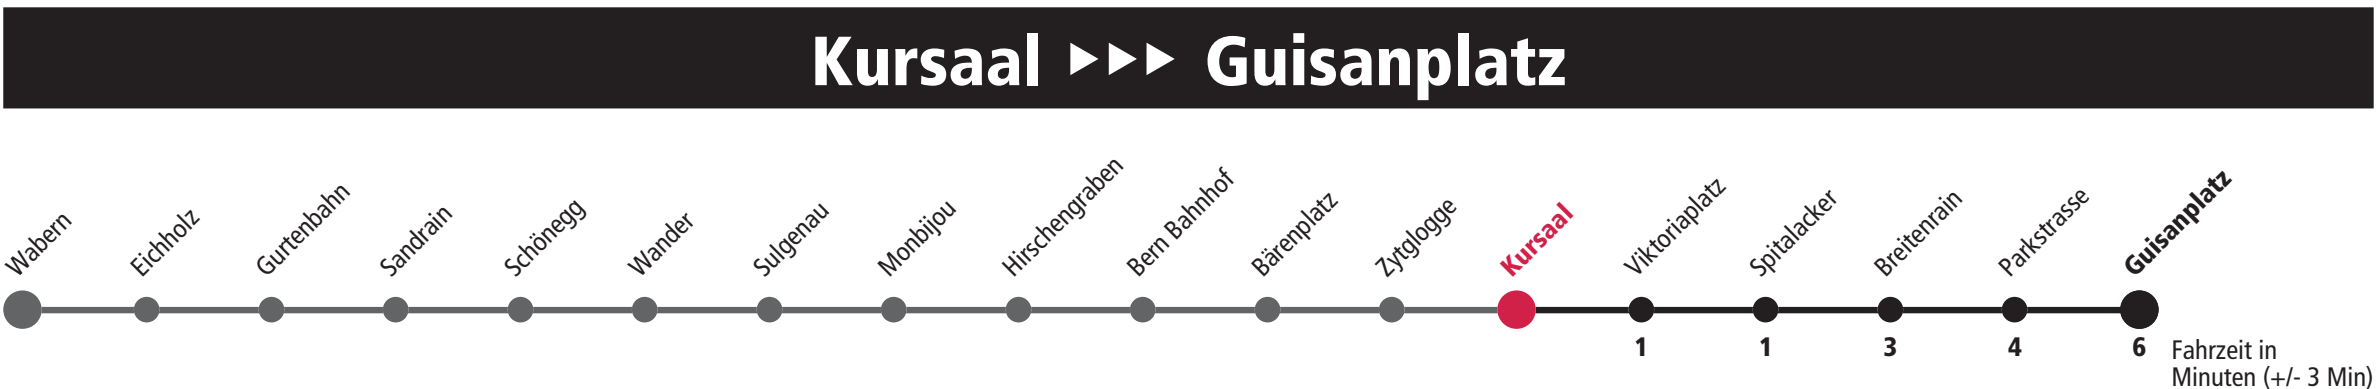 Kursaal ▶▶▶ Guisanplatz
Wabern
Eichholz
Gurtenbahn
Sandrain
Schönegg
Wander
Sulgenau
Monbijou
Hirschengraben
Bern Bahnhof
Bärenplatz
Zytglogge
Kursaal
Viktoriaplatz
Spitalacker
Breitenrain
Parkstrasse
Guisanplatz
1 1 3 4 6
Fahrzeit in
Minuten (+/- 3 Min)